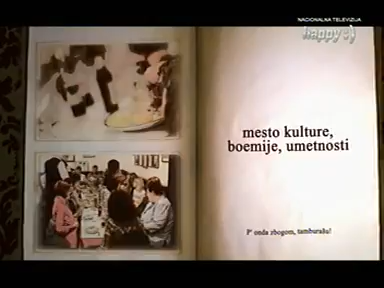 NACIONALNA TELEVIZIJA
happy
mesto kulture,
boemije, umetnosti
P' onda zbogom, tamburašu!